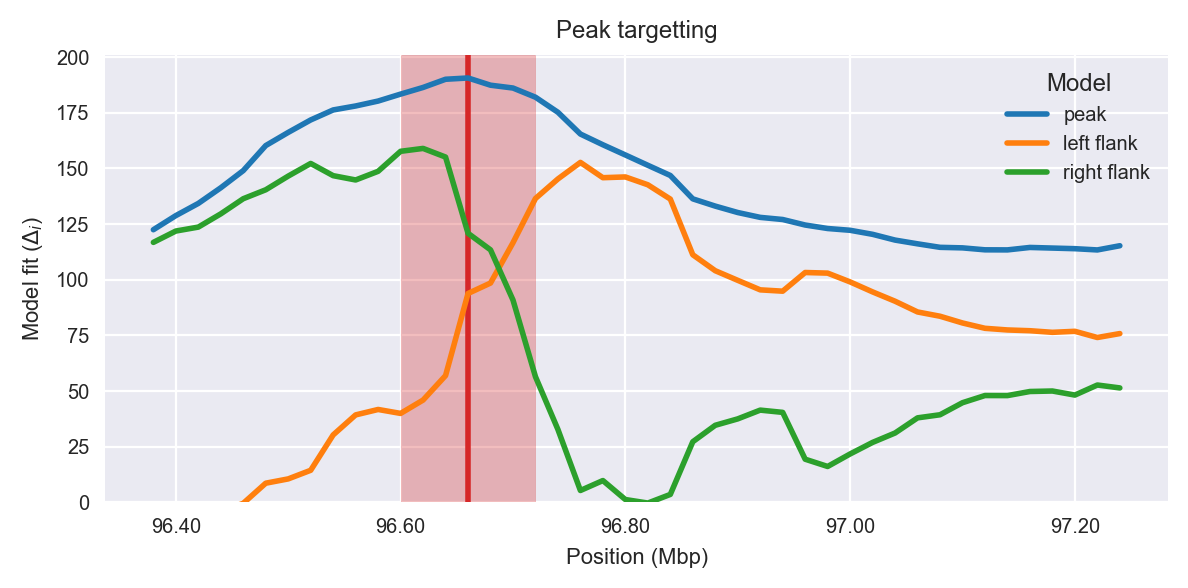 Peak targetting
Model
peak
left flank
right flank
Model fit (Δᵢ)
200
175
150
125
100
75
50
25
0
96.40 96.60 96.80 97.00 97.20
Position (Mbp)